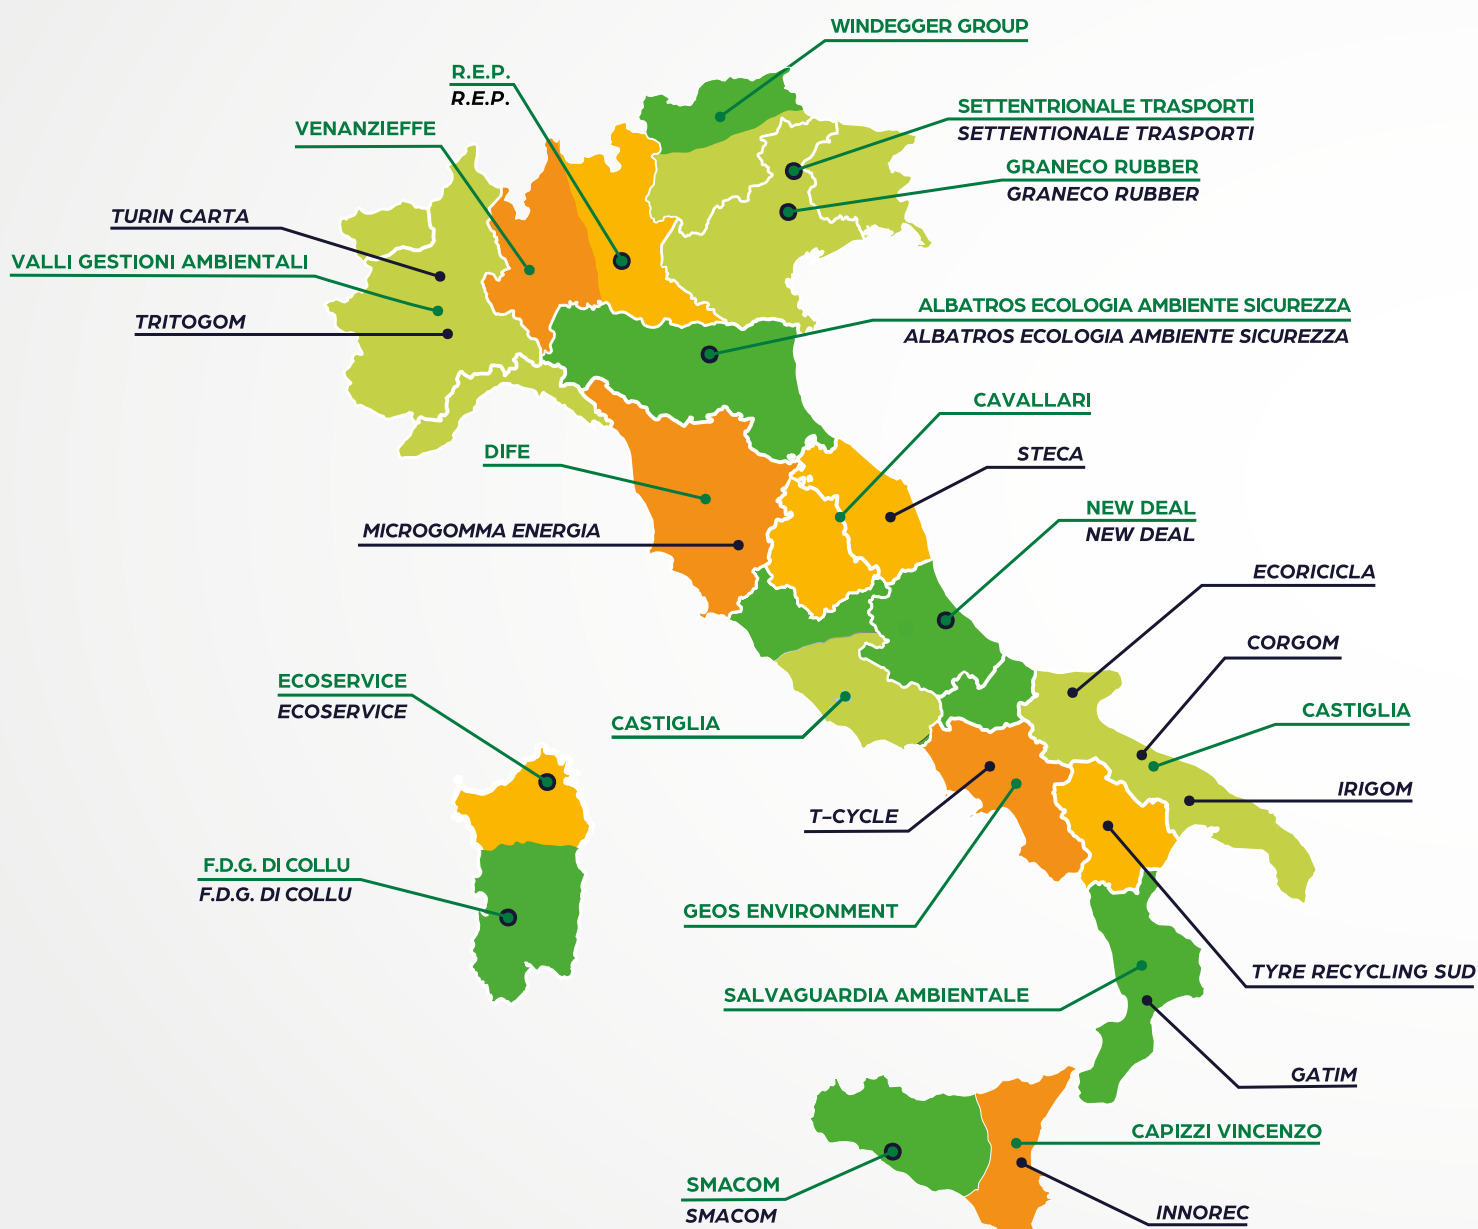 WINDEGGER GROUP
R.E.P.
R.E.P.
SETTENTRIONALE TRASPORTI
SETTENTIONALE TRASPORTI
VENANZIEFFE
GRANECO RUBBER
GRANECO RUBBER
TURIN CARTA
VALLI GESTIONI AMBIENTALI
TRITOGOM
ALBATROS ECOLOGIA AMBIENTE SICUREZZA
ALBATROS ECOLOGIA AMBIENTE SICUREZZA
CAVALLARI
DIFE
STECA
MICROGOMMA ENERGIA
NEW DEAL
NEW DEAL
ECORICICLA
CORGOM
ECOSERVICE
ECOSERVICE
CASTIGLIA
CASTIGLIA
IRIGOM
T-CYCLE
F.D.G. DI COLLU
F.D.G. DI COLLU
GEOS ENVIRONMENT
TYRE RECYCLING SUD
SALVAGUARDIA AMBIENTALE
GATIM
CAPIZZI VINCENZO
SMACOM
SMACOM
INNOREC